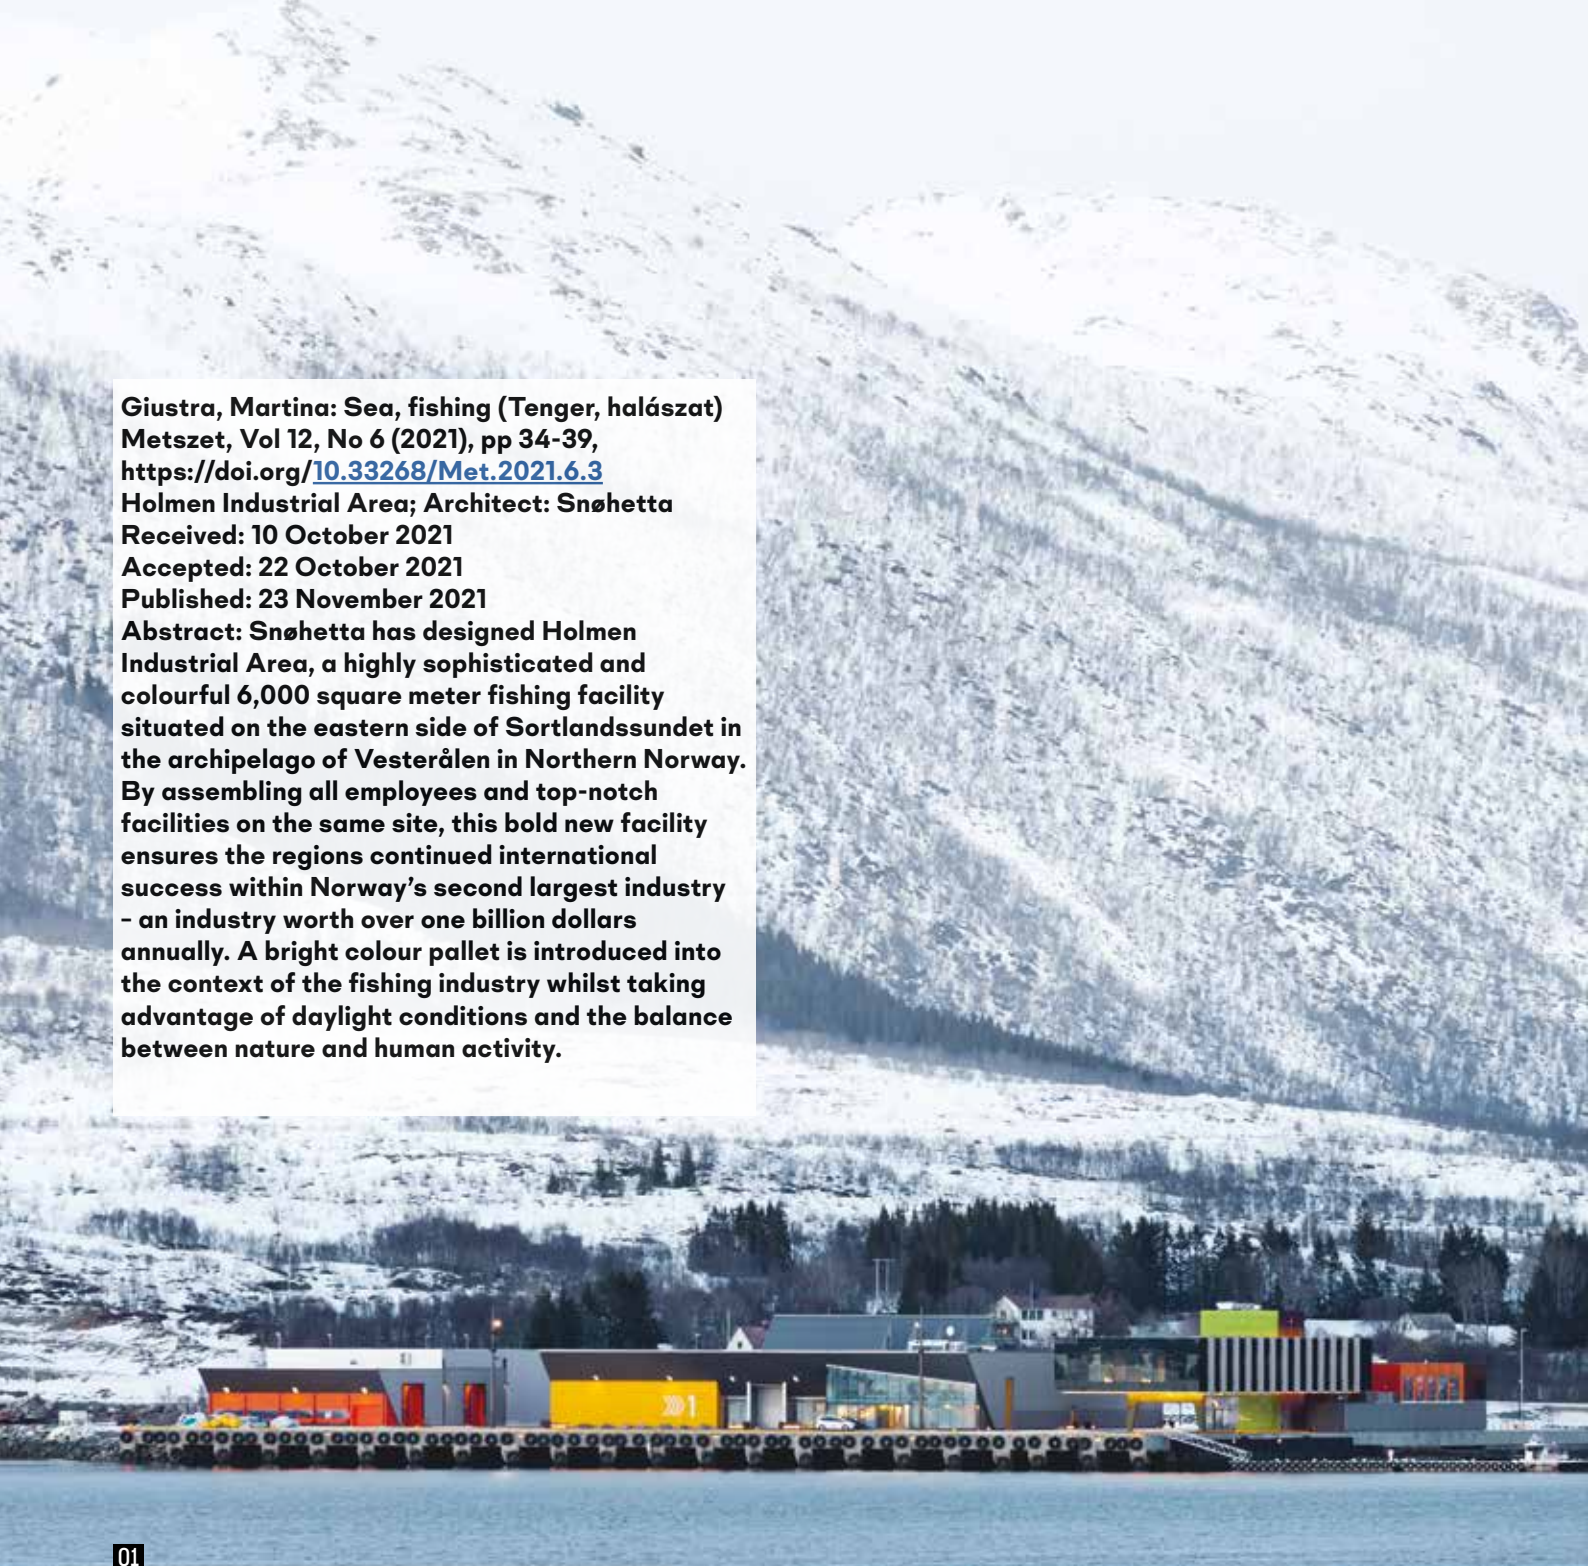 Giustra, Martina: Sea, fishing (Tenger, halászat)
Metszet, Vol 12, No 6 (2021), pp 34-39,
https://doi.org/10.33268/Met.2021.6.3
Holmen Industrial Area; Architect: Snøhetta
Received: 10 October 2021
Accepted: 22 October 2021
Published: 23 November 2021
Abstract: Snøhetta has designed Holmen
Industrial Area, a highly sophisticated and
colourful 6,000 square meter fishing facility
situated on the eastern side of Sortlandssundet in
the archipelago of Vesterålen in Northern Norway.
By assembling all employees and top-notch
facilities on the same site, this bold new facility
ensures the regions continued international
success within Norway’s second largest industry
– an industry worth over one billion dollars
annually. A bright colour pallet is introduced into
the context of the fishing industry whilst taking
advantage of daylight conditions and the balance
between nature and human activity.
1
01